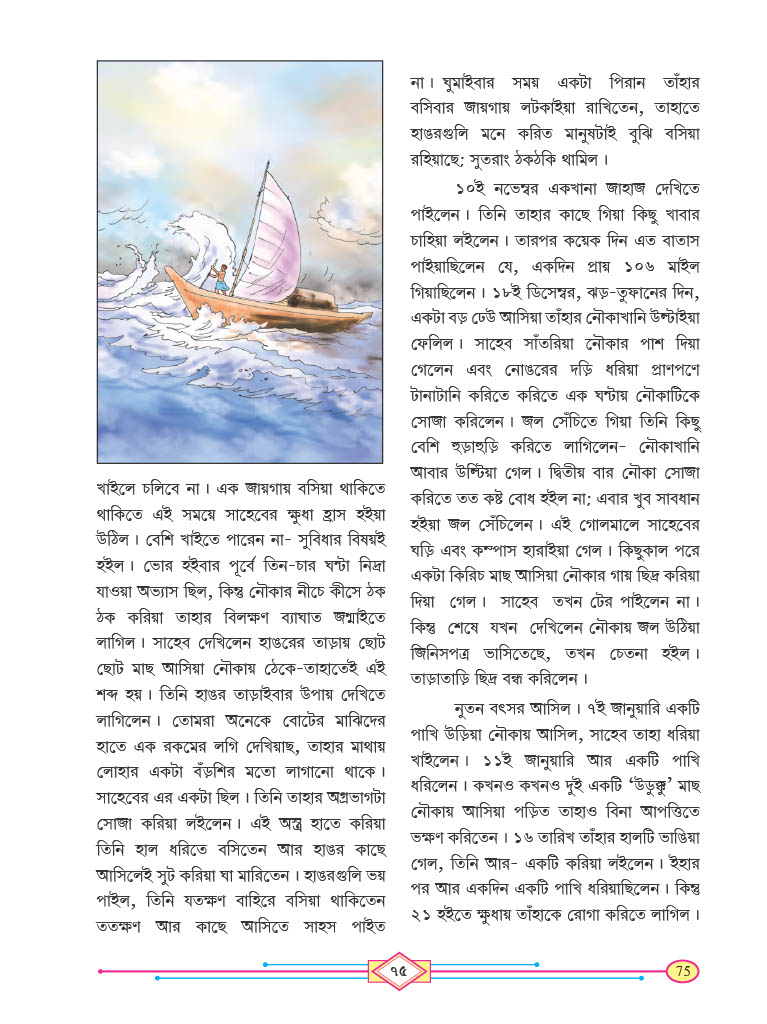 খাইলে চলিবে না। এক জায়গায় বসিয়া থাকিতে
থাকিতে এই সময়ে সাহেবের ক্ষুধা হ্রাস হইয়া
উঠিল। বেশি খাইতে পারেন না- সুবিধার বিষয়ই
হইল। ভোর হইবার পূর্বে তিন-চার ঘন্টা নিদ্রা
যাওয়া অভ্যাস ছিল, কিন্তু নৌকার নীচে কীসে ঠক
ঠক করিয়া তাহার বিলক্ষণ ব্যাঘাত জন্মাইতে
লাগিল। সাহেব দেখিলেন হাঙরের তাড়ায় ছোট
ছোট মাছ আসিয়া নৌকায় ঠেকে-তাহাতেই এই
শব্দ হয়। তিনি হাঙর তাড়াইবার উপায় দেখিতে
লাগিলেন। তোমরা অনেকে বোটের মাঝিদের
হাতে এক রকমের লগি দেখিয়াছ, তাহার মাথায়
লোহার একটা বঁড়শির মতো লাগানো থাকে।
সাহেবের এর একটা ছিল। তিনি তাহার অগ্রভাগটা
সোজা করিয়া লইলেন। এই অস্ত্র হাতে করিয়া
তিনি হাল ধরিতে বসিতেন আর হাঙর কাছে
আসিলেই সুট করিয়া ঘা মারিতেন। হাঙরগুলি ভয়
পাইল, তিনি যতক্ষণ বাহিরে বসিয়া থাকিতেন
ততক্ষণ আর কাছে আসিতে সাহস পাইত
না। ঘুমাইবার সময় একটা পিরান তাঁহার
বসিবার জায়গায় লটকাইয়া রাখিতেন, তাহাতে
হাঙরগুলি মনে করিত মানুষটাই বুঝি বসিয়া
রহিয়াছে; সুতরাং ঠকঠকি থামিল।
১০ই নভেম্বর একখানা জাহাজ দেখিতে
পাইলেন। তিনি তাহার কাছে গিয়া কিছু খাবার
চাহিয়া লইলেন। তারপর কয়েক দিন এত বাতাস
পাইয়াছিলেন যে, একদিন প্রায় ১০৬ মাইল
গিয়াছিলেন। ১৮ই ডিসেম্বর, ঝড়-তুফানের দিন,
একটা বড় ঢেউ আসিয়া তাঁহার নৌকাখানি উল্টাইয়া
ফেলিল। সাহেব সাঁতরিয়া নৌকার পাশ দিয়া
গেলেন এবং নোঙরের দড়ি ধরিয়া প্রাণপণে
টানাটানি করিতে করিতে এক ঘন্টায় নৌকাটিকে
সোজা করিলেন। জল সেঁচিতে গিয়া তিনি কিছু
বেশি হুড়াহুড়ি করিতে লাগিলেন- নৌকাখানি
আবার উল্টিয়া গেল। দ্বিতীয় বার নৌকা সোজা
করিতে তত কষ্ট বোধ হইল না; এবার খুব সাবধান
হইয়া জল সেঁচিলেন। এই গোলমালে সাহেবের
ঘড়ি এবং কম্পাস হারাইয়া গেল। কিছুকাল পরে
একটা কিরিচ মাছ আসিয়া নৌকার গায় ছিদ্র করিয়া
দিয়া গেল। সাহেব তখন টের পাইলেন না।
কিন্তু শেষে যখন দেখিলেন নৌকায় জল উঠিয়া
জিনিসপত্র ভাসিতেছে, তখন চেতনা হইল।
তাড়াতাড়ি ছিদ্র বন্ধ করিলেন।
নুতন বৎসর আসিল। ৭ই জানুয়ারি একটি
পাখি উড়িয়া নৌকায় আসিল, সাহেব তাহা ধরিয়া
খাইলেন। ১১ই জানুয়ারি আর একটি পাখি
ধরিলেন। কখনও কখনও দুই একটি ‘উডুক্কু’ মাছ
নৌকায় আসিয়া পড়িত তাহাও বিনা আপত্তিতে
ভক্ষণ করিতেন। ১৬ তারিখ তাঁহার হালটি ভাঙিয়া
গেল, তিনি আর- একটি করিয়া লইলেন। ইহার
পর আর একদিন একটি পাখি ধরিয়াছিলেন। কিন্তু
২১ হইতে ক্ষুধায় তাঁহাকে রোগা করিতে লাগিল।
৭৫
75